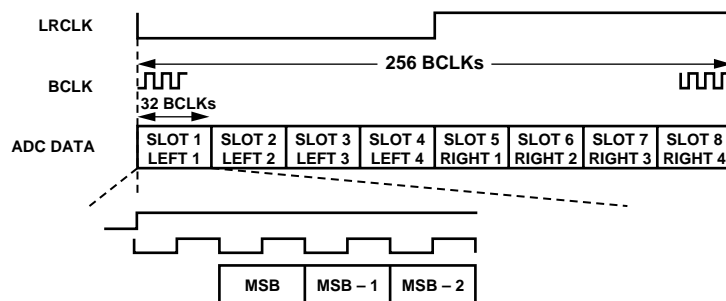 LRCLK
256 BCLKs
BCLK
32 BCLKs
ADC DATA
SLOT 1 SLOT 2 SLOT 3 SLOT 4 SLOT 5 SLOT 6 SLOT 7 SLOT 8
LEFT 1 LEFT 2 LEFT 3 LEFT 4 RIGHT 1 RIGHT 2 RIGHT 3 RIGHT 4
MSB MSB – 1 MSB – 2